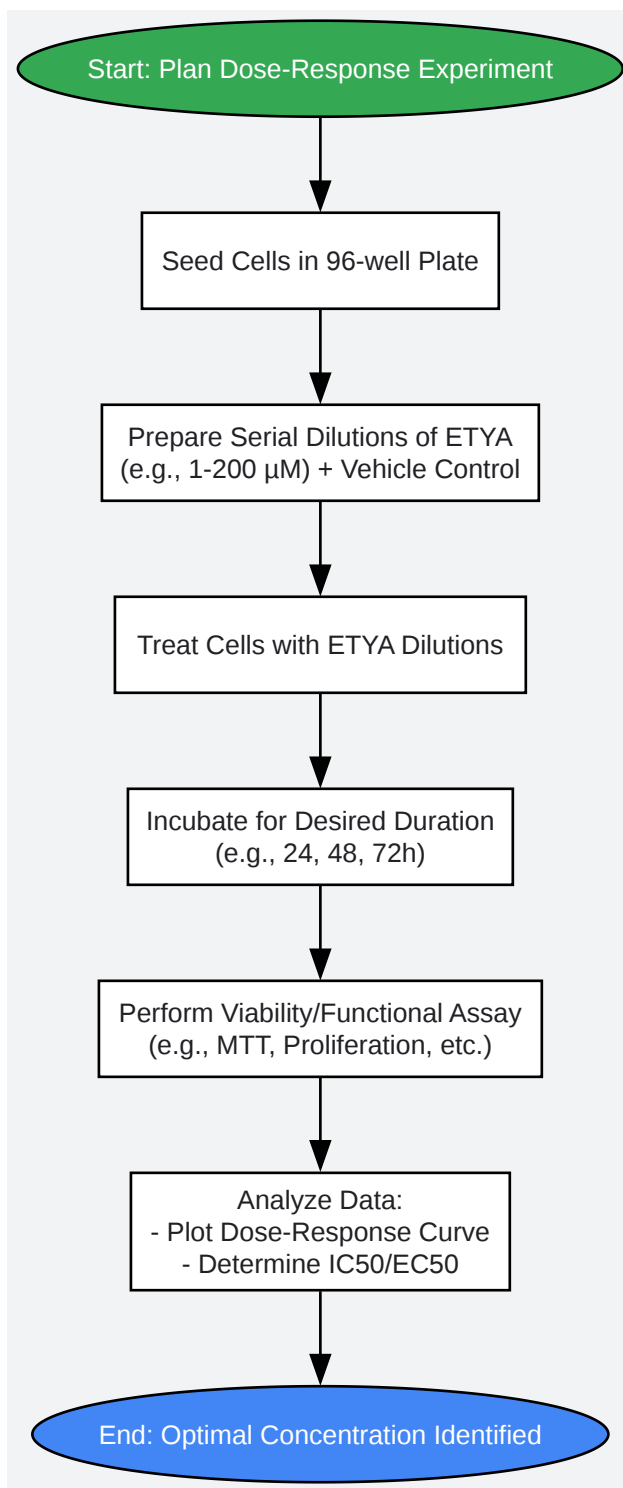 Start: Plan Dose-Response Experiment
Seed Cells in 96-well Plate
Prepare Serial Dilutions of ETYA
(e.g., 1-200 µM) + Vehicle Control
Treat Cells with ETYA Dilutions
Incubate for Desired Duration
(e.g., 24, 48, 72h)
Perform Viability/Functional Assay
(e.g., MTT, Proliferation, etc.)
Analyze Data:
- Plot Dose-Response Curve
- Determine IC50/EC50
End: Optimal Concentration Identified